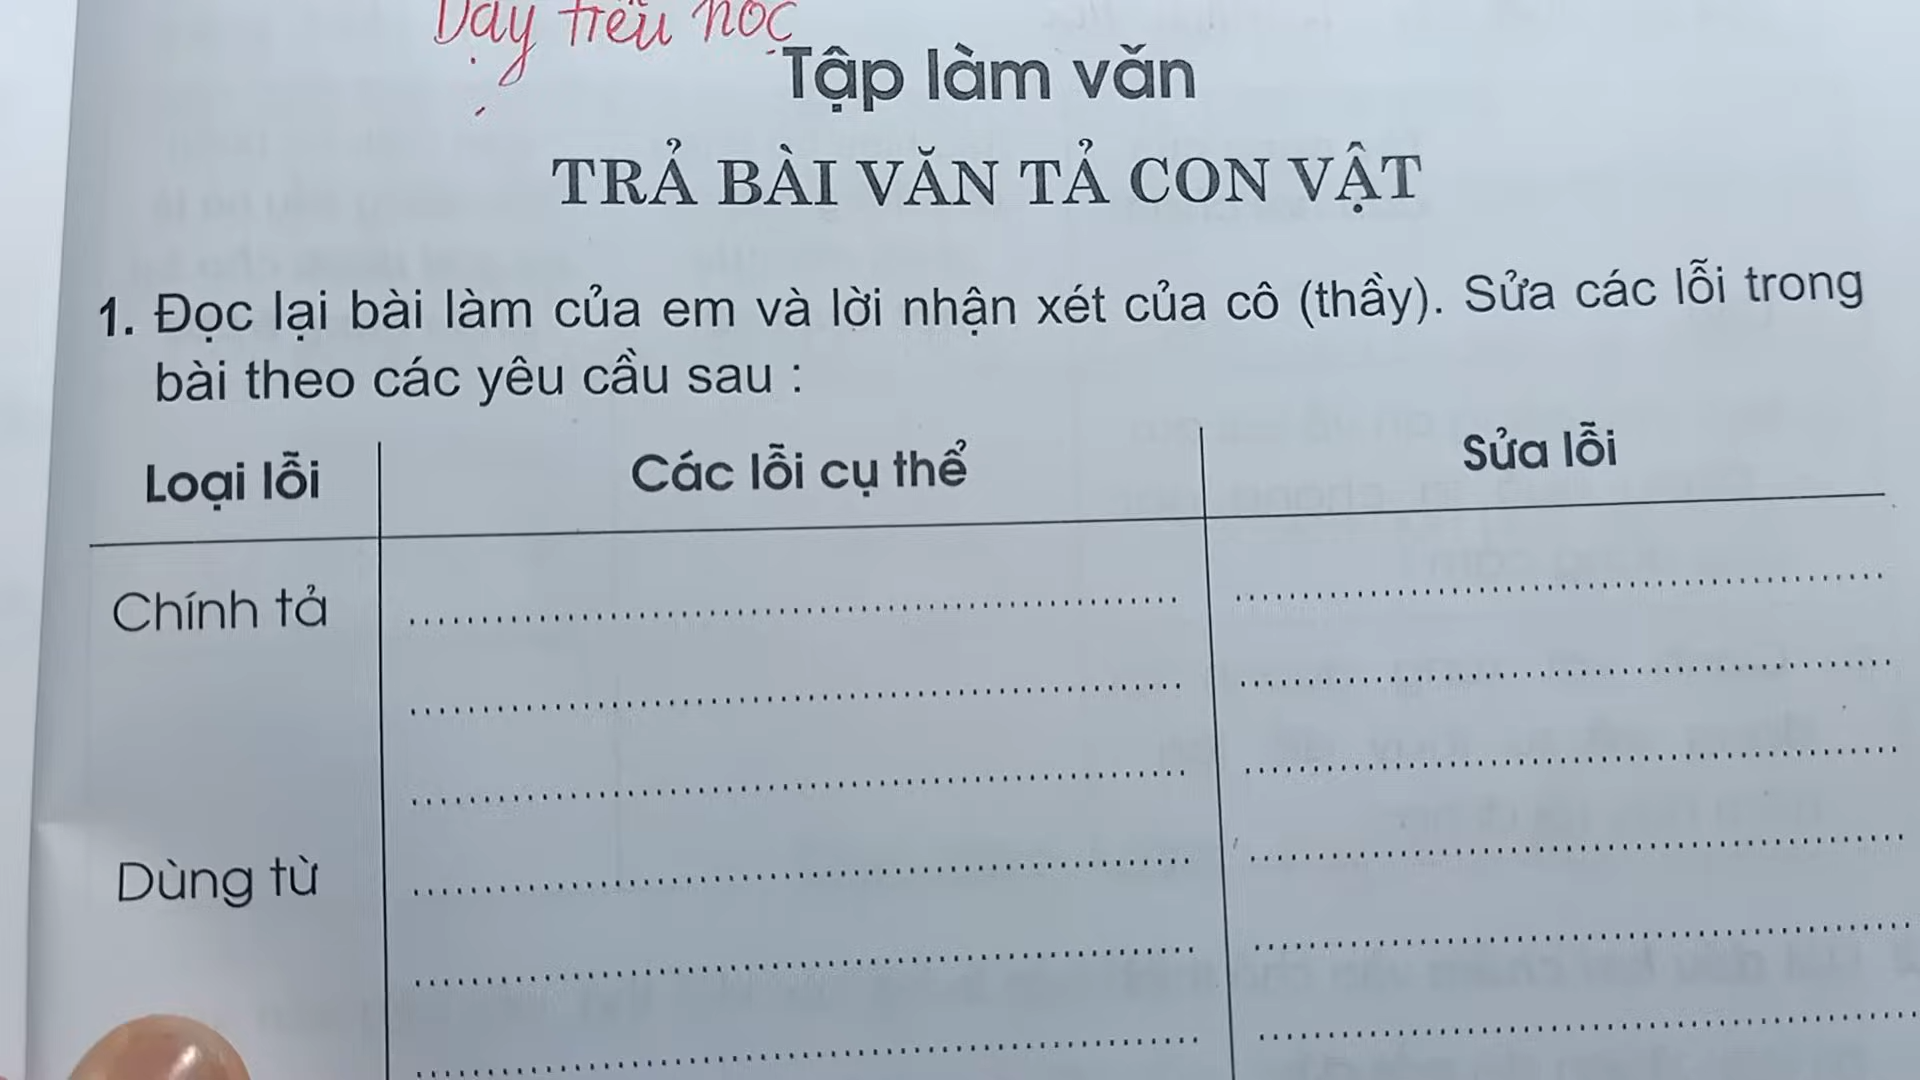 Dạy tiểu học
Tập làm văn
TRẢ BÀI VĂN TẢ CON VẬT
1. Đọc lại bài làm của em và lời nhận xét của cô (thầy). Sửa các lỗi trong
bài theo các yêu cầu sau :
Loại lỗi Các lỗi cụ thể Sửa lỗi
Chính tả
Dùng từ